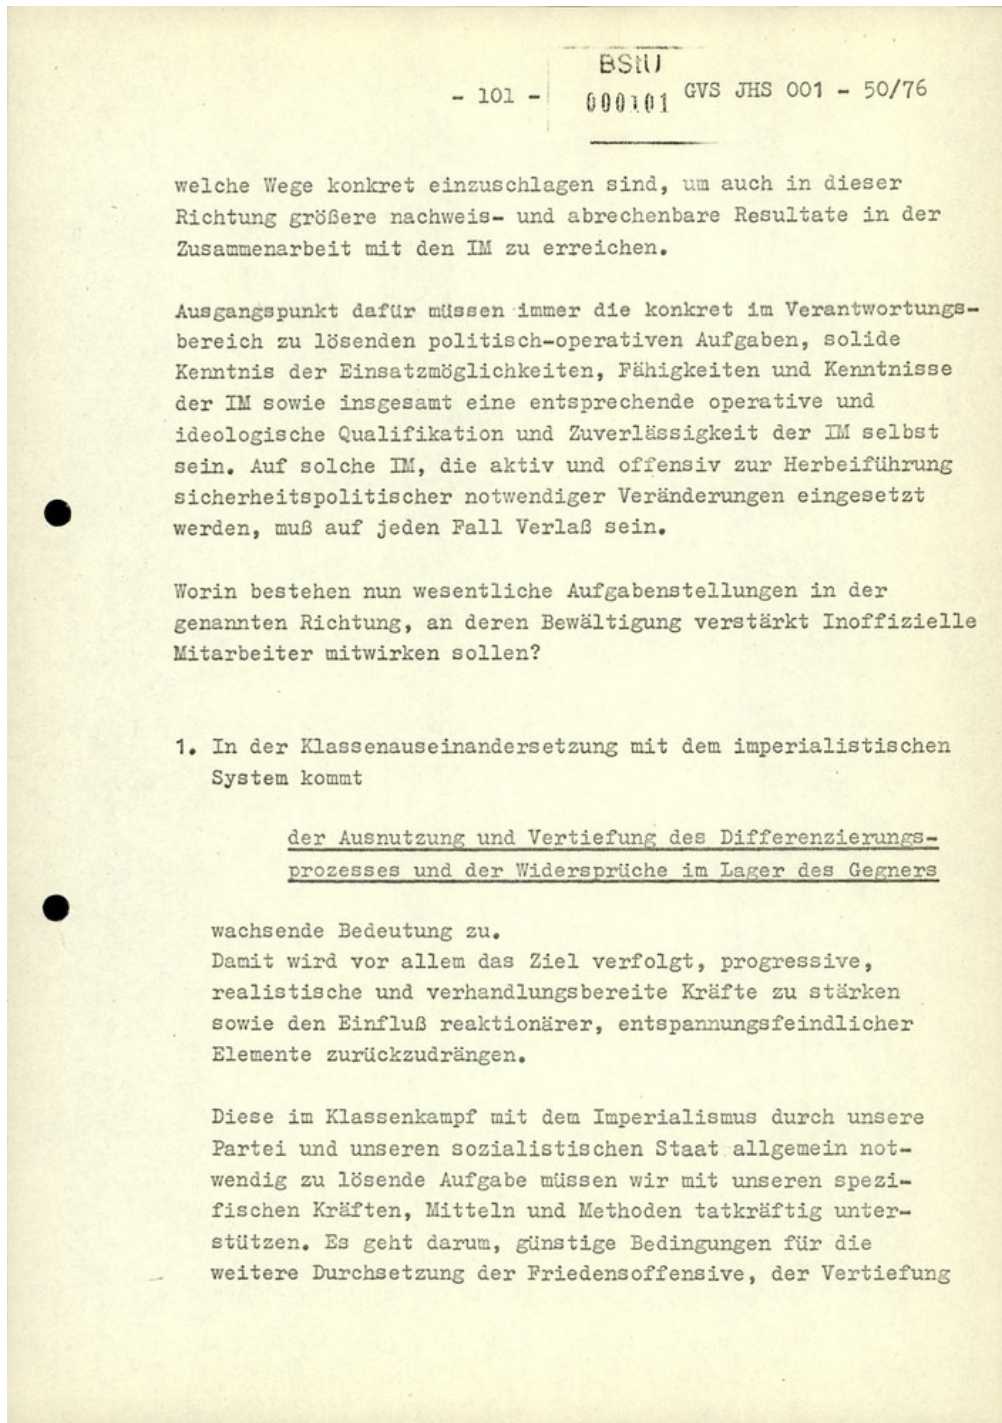 BStU
- 101 -
000101
GVS JHS 001 - 50/76
welche Wege konkret einzuschlagen sind, um auch in dieser
Richtung größere nachweis- und abrechenbare Resultate in der
Zusammenarbeit mit den IM zu erreichen.
Ausgangspunkt dafür müssen immer die konkret im Verantwortungs-
bereich zu lösenden politisch-operativen Aufgaben, solide
Kenntnis der Einsatzmöglichkeiten, Fähigkeiten und Kenntnisse
der IM sowie insgesamt eine entsprechende operative und
ideologische Qualifikation und Zuverlässigkeit der IM selbst
sein. Auf solche IM, die aktiv und offensiv zur Herbeiführung
sicherheitspolitischer notwendiger Veränderungen eingesetzt
werden, muß auf jeden Fall Verlaß sein.
Worin bestehen nun wesentliche Aufgabenstellungen in der
genannten Richtung, an deren Bewältigung verstärkt Inoffizielle
Mitarbeiter mitwirken sollen?
1. In der Klassenauseinandersetzung mit dem imperialistischen
System kommt
der Ausnutzung und Vertiefung des Differenzierungs-
prozesses und der Widersprüche im Lager des Gegners
wachsende Bedeutung zu.
Damit wird vor allem das Ziel verfolgt, progressive,
realistische und verhandlungsbereite Kräfte zu stärken
sowie den Einfluß reaktionärer, entspannungsfeindlicher
Elemente zurückzudrängen.
Diese im Klassenkampf mit dem Imperialismus durch unsere
Partei und unseren sozialistischen Staat allgemein not-
wendig zu lösende Aufgabe müssen wir mit unseren spezi-
fischen Kräften, Mitteln und Methoden tatkräftig unter-
stützen. Es geht darum, günstige Bedingungen für die
weitere Durchsetzung der Friedensoffensive, der Vertiefung